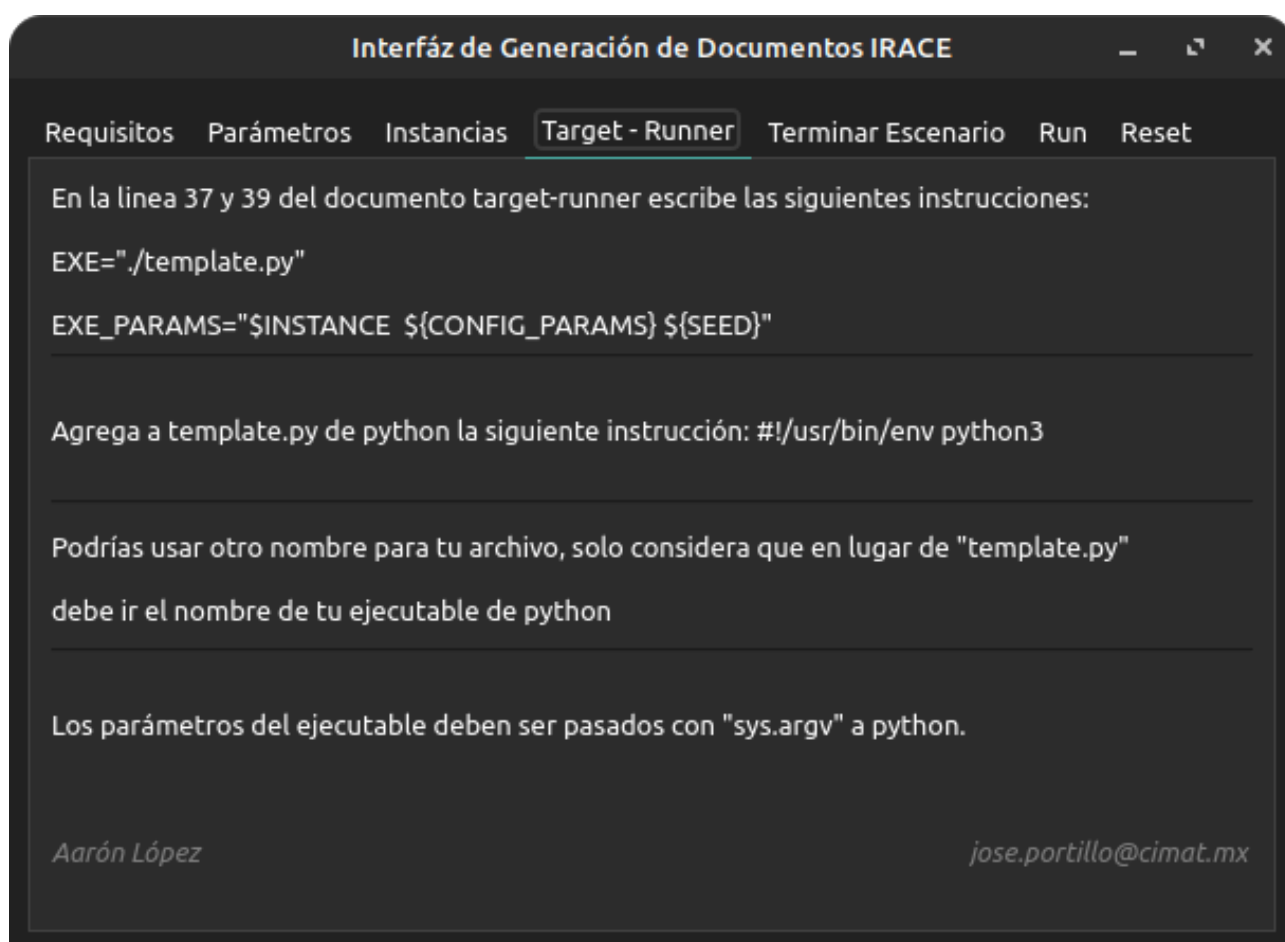 Interfáz de Generación de Documentos IRACE
Requisitos Parámetros Instancias Target - Runner Terminar Escenario Run Reset
En la linea 37 y 39 del documento target-runner escribe las siguientes instrucciones:
EXE="./template.py"
EXE_PARAMS="$INSTANCE  ${CONFIG_PARAMS} ${SEED}"
Agrega a template.py de python la siguiente instrucción: #!/usr/bin/env python3
Podrías usar otro nombre para tu archivo, solo considera que en lugar de "template.py"
debe ir el nombre de tu ejecutable de python
Los parámetros del ejecutable deben ser pasados con "sys.argv" a python.
Aarón López jose.portillo@cimat.mx